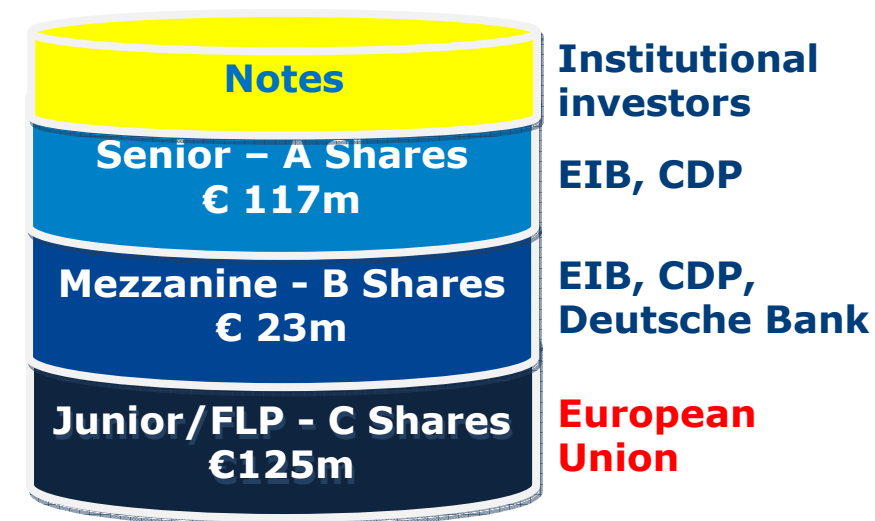 Notes
Institutional
investors
Senior – A Shares
€ 117m
EIB, CDP
Mezzanine - B Shares
€ 23m
EIB, CDP,
Deutsche Bank
Junior/FLP - C Shares
€125m
European
Union